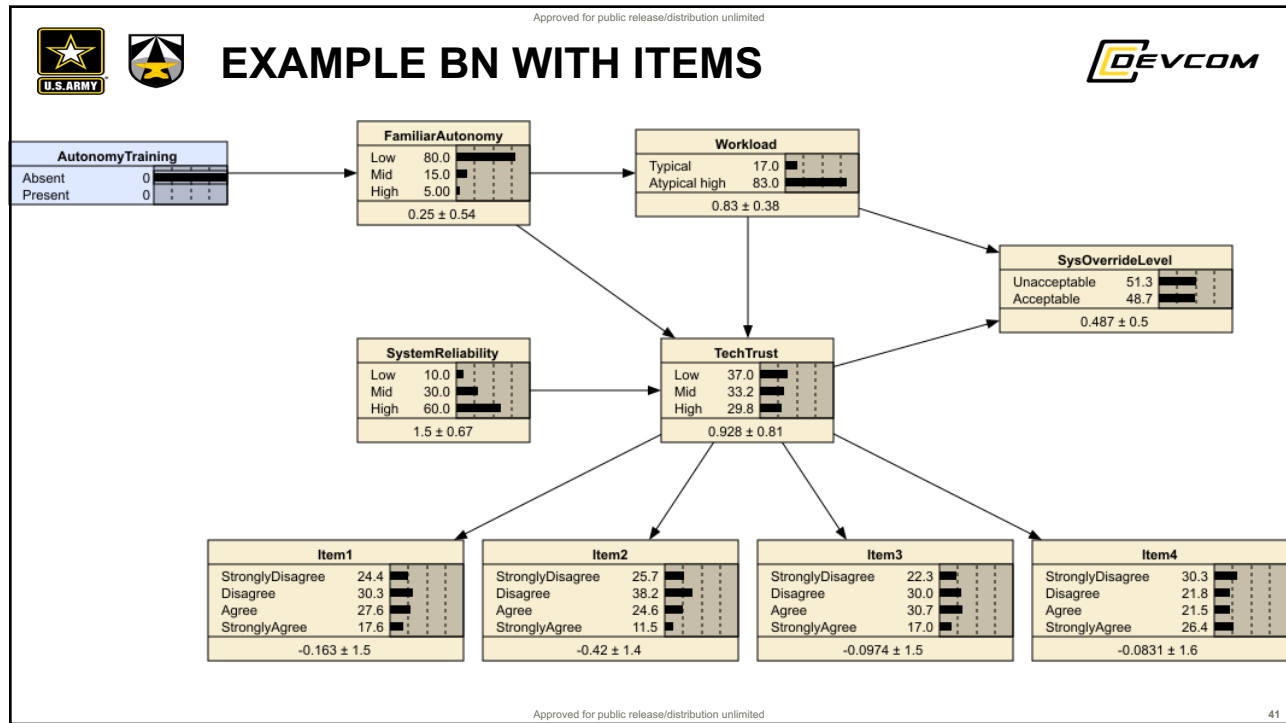 Approved for public release/distribution unlimited
U.S.ARMY
EXAMPLE BN WITH ITEMS
DEVCOM
AutonomyTraining
Absent 0
Present 0
FamiliarAutonomy
Low 80.0
Mid 15.0
High 5.00
0.25 ± 0.54
Workload
Typical 17.0
Atypical high 83.0
0.83 ± 0.38
SysOverrideLevel
Unacceptable 51.3
Acceptable 48.7
0.487 ± 0.5
SystemReliability
Low 10.0
Mid 30.0
High 60.0
1.5 ± 0.67
TechTrust
Low 37.0
Mid 33.2
High 29.8
0.928 ± 0.81
Item1
StronglyDisagree 24.4
Disagree 30.3
Agree 27.6
StronglyAgree 17.6
-0.163 ± 1.5
Item2
StronglyDisagree 25.7
Disagree 38.2
Agree 24.6
StronglyAgree 11.5
-0.42 ± 1.4
Item3
StronglyDisagree 22.3
Disagree 30.0
Agree 30.7
StronglyAgree 17.0
-0.0974 ± 1.5
Item4
StronglyDisagree 30.3
Disagree 21.8
Agree 21.5
StronglyAgree 26.4
-0.0831 ± 1.6
Approved for public release/distribution unlimited
41